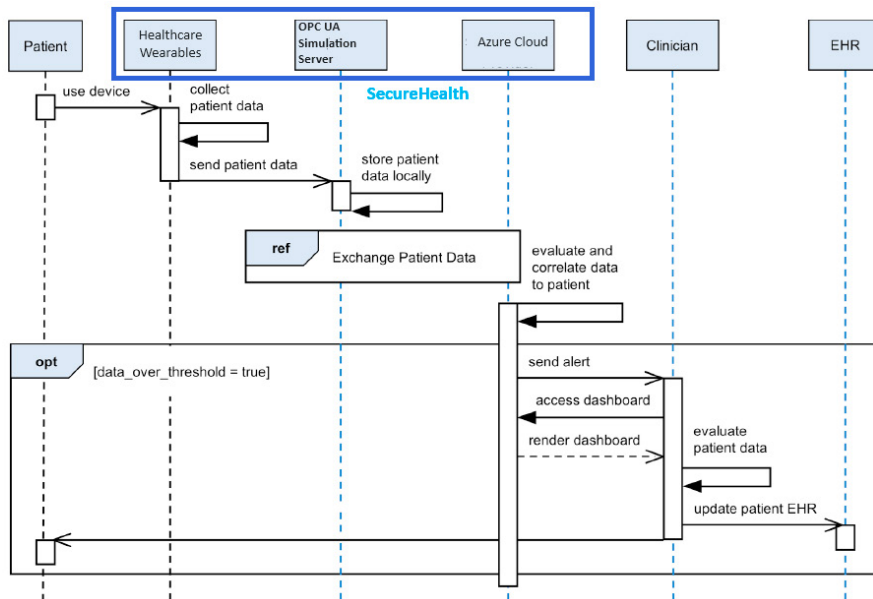 Patient
Healthcare
Wearables
OPC UA
Simulation
Server
Azure Cloud
Clinician
EHR
SecureHealth
use device
collect
patient data
send patient data
store patient
data locally
ref
Exchange Patient Data
evaluate and
correlate data
to patient
opt
[data_over_threshold = true]
send alert
access dashboard
render dashboard
evaluate
patient data
update patient EHR